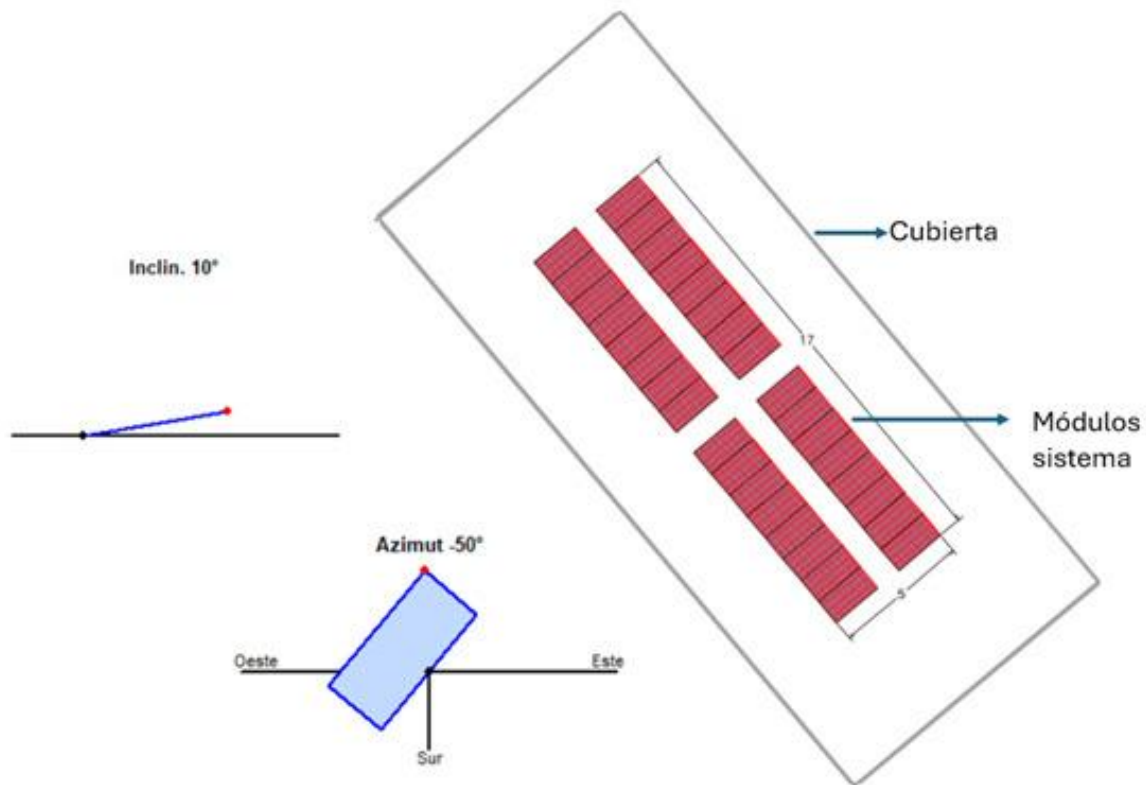 Cubierta
Inclin. 10°
17
Módulos
sistema
Azimut -50°
5
Oeste
Este
Sur